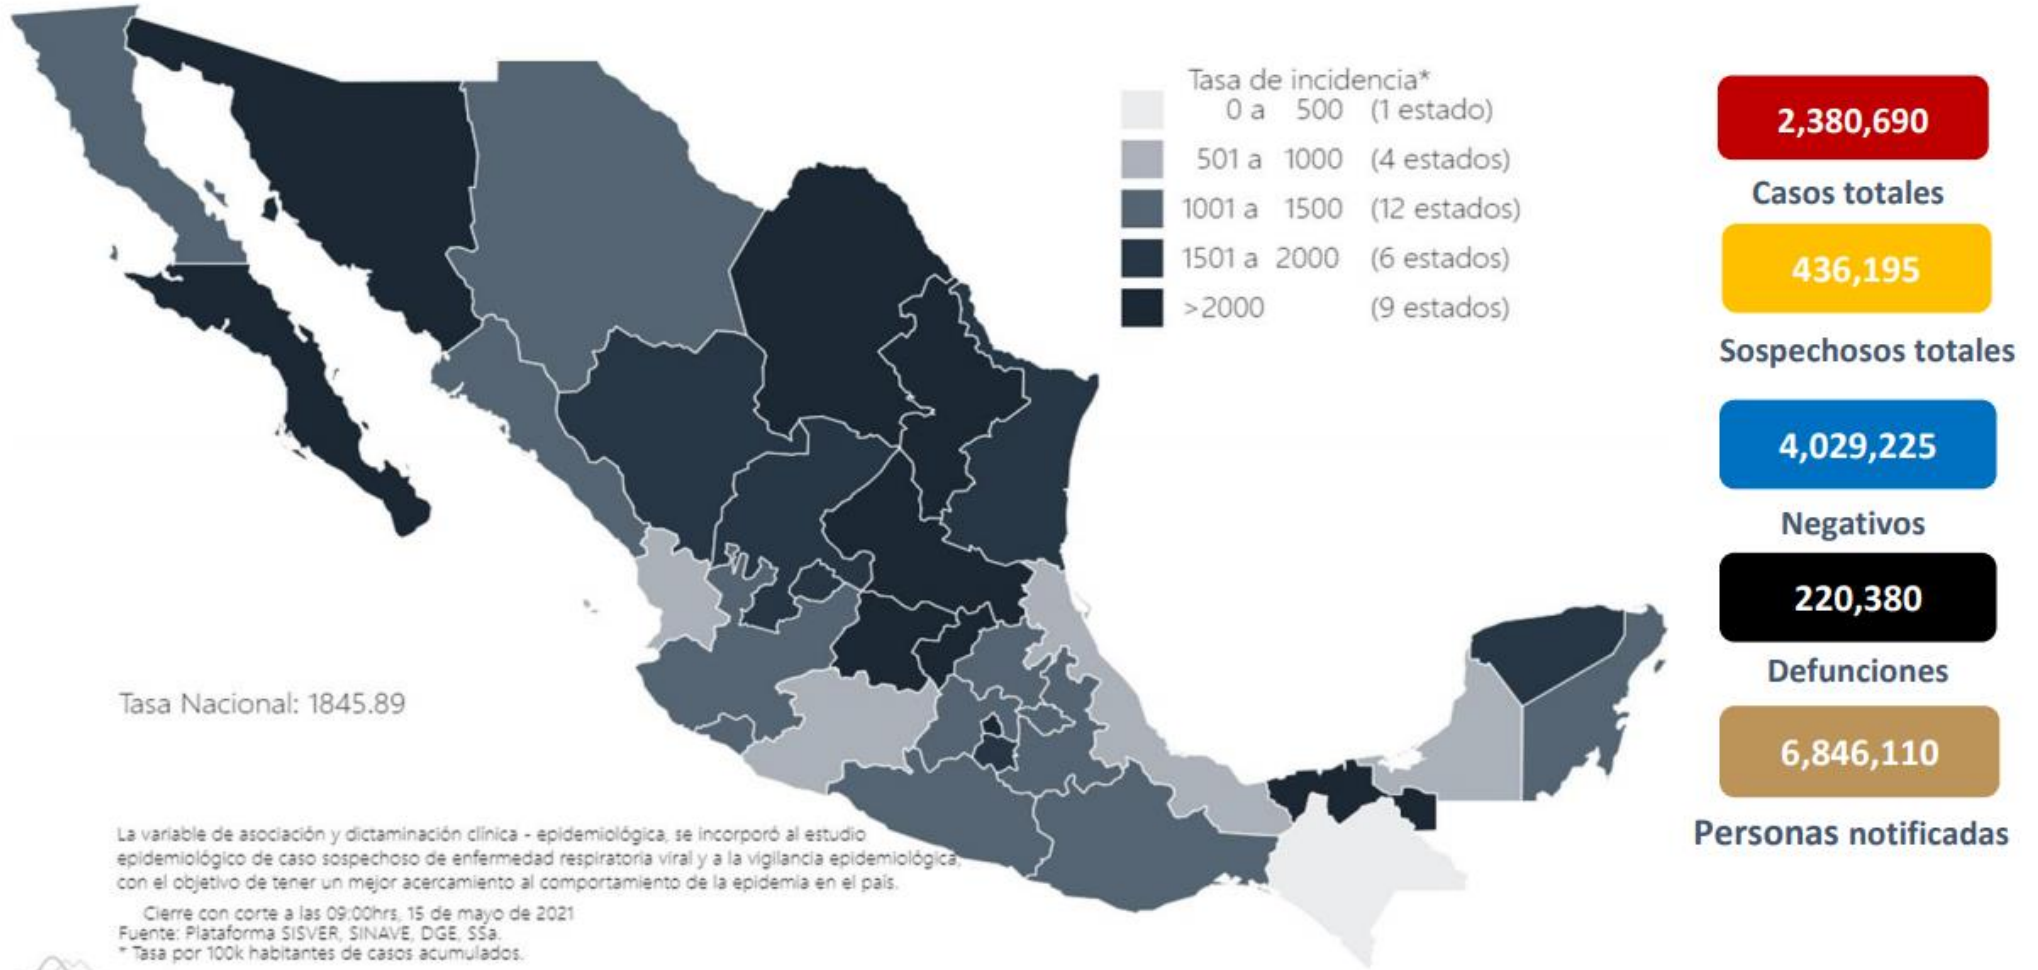 Tasa de incidencia*
0 a 500 (1 estado)
501 a 1000 (4 estados)
1001 a 1500 (12 estados)
1501 a 2000 (6 estados)
>2000 (9 estados)
2,380,690
Casos totales
436,195
Sospechosos totales
4,029,225
Negativos
220,380
Defunciones
6,846,110
Personas notificadas
Tasa Nacional: 1845.89
La variable de asociación y dictaminación clínica - epidemiológica, se incorporó al estudio
epidemiológico de caso sospechoso de enfermedad respiratoria viral y a la vigilancia epidemiológica,
con el objetivo de tener un mejor acercamiento al comportamiento de la epidemia en el país.
Cierre con corte a las 09:00hrs, 15 de mayo de 2021
Fuente: Plataforma SISVER, SINAVE, DGE, SSa.
* Tasa por 100k habitantes de casos acumulados.